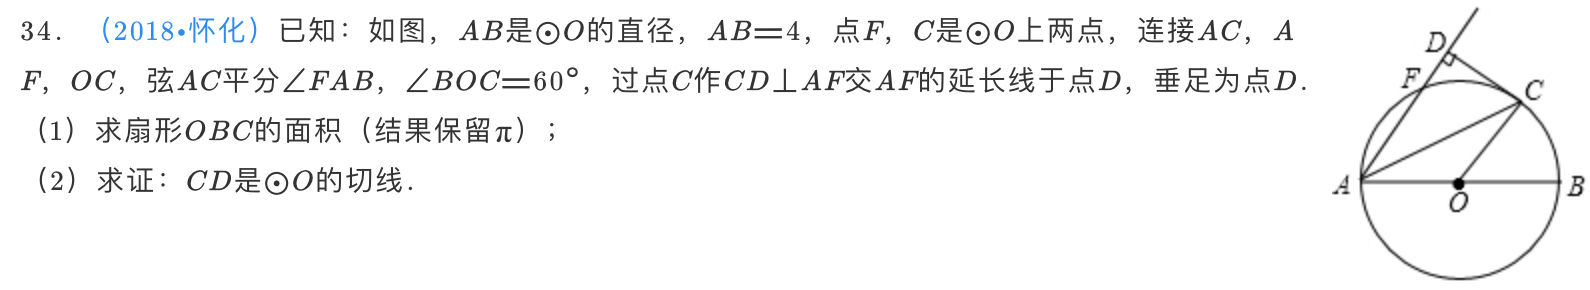 34. （2018•怀化）已知：如图，AB是⊙O的直径，AB＝4，点F，C是⊙O上两点，连接AC，A
F，OC，弦AC平分∠FAB，∠BOC＝60°，过点C作CD⊥AF交AF的延长线于点D，垂足为点D.
（1）求扇形OBC的面积（结果保留π）；
（2）求证：CD是⊙O的切线.
D
F
C
A
O
B